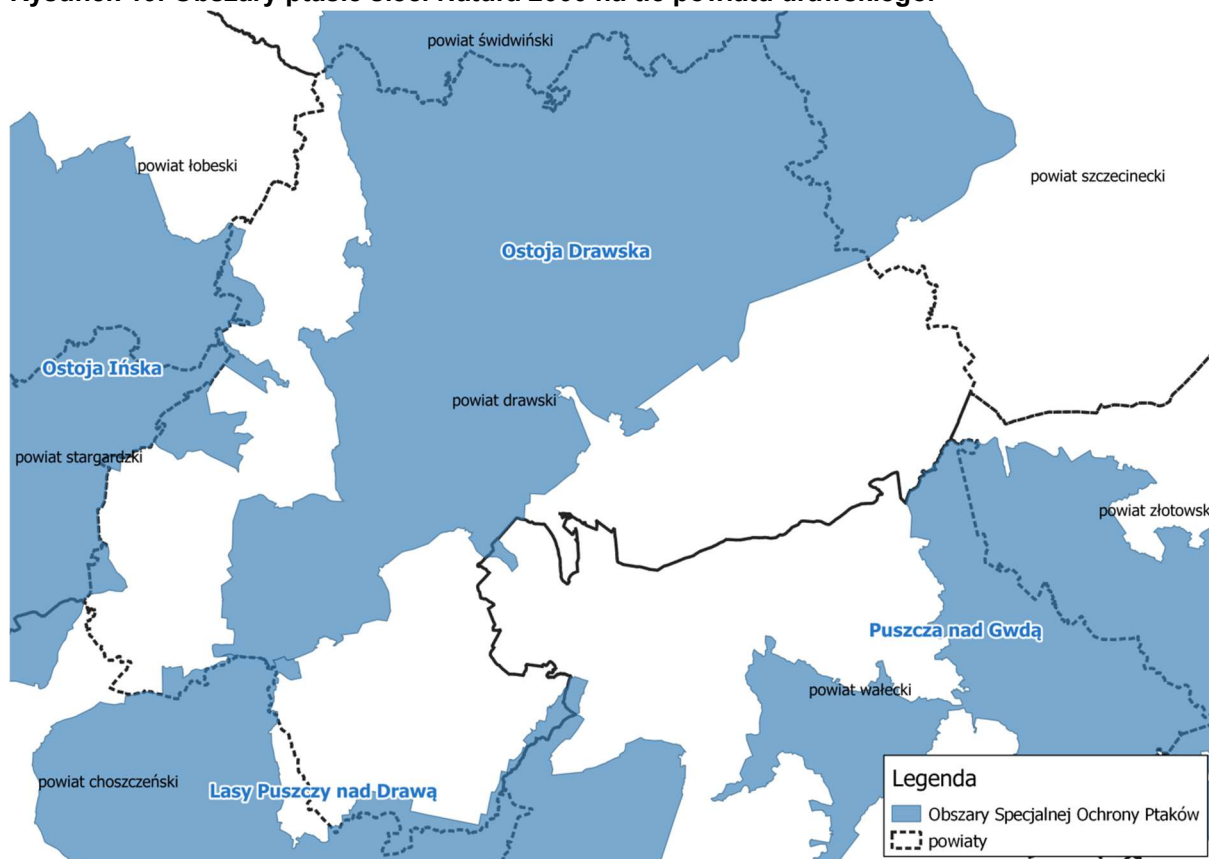 powiat świdwiński
powiat łobeski
powiat szczecinecki
Ostoja Drawska
Ostoja Ińska
powiat drawski
powiat stargardzki
powiat złotowsk
Puszcza nad Gwdą
powiat wałecki
powiat choszczeński
Lasy Puszczy nad Drawą
Legenda
Obszary Specjalnej Ochrony Ptaków
powiaty